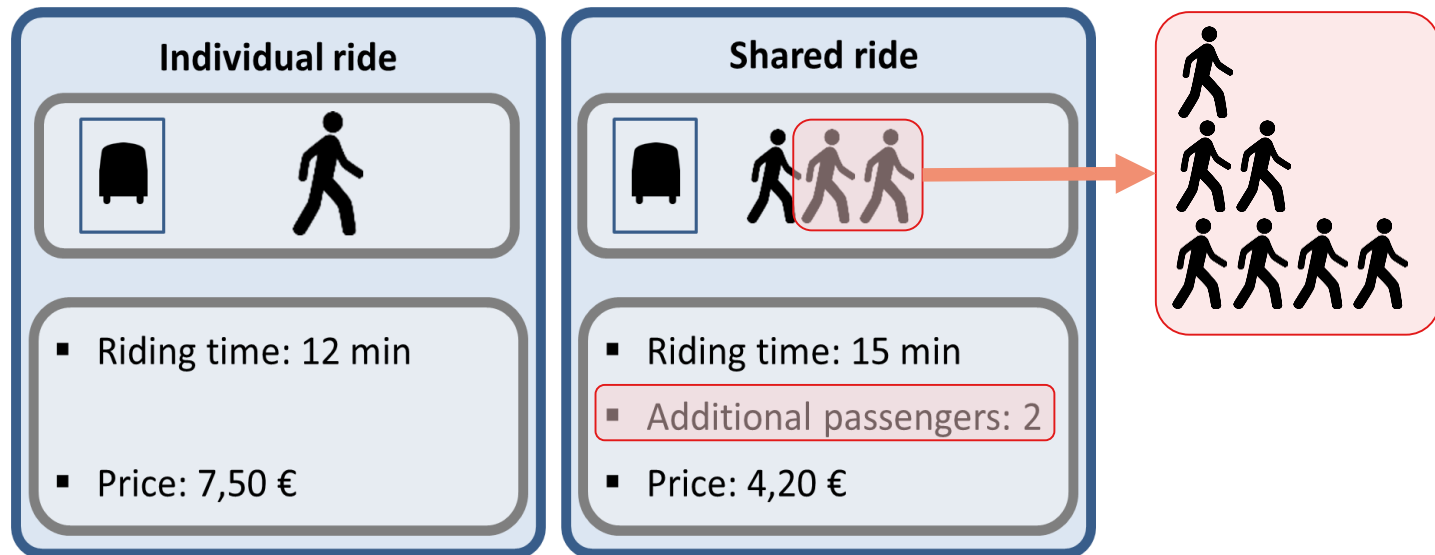 Individual ride
▪ Riding time: 12 min
▪ Price: 7,50 €
Shared ride
▪ Riding time: 15 min
▪ Additional passengers: 2
▪ Price: 4,20 €